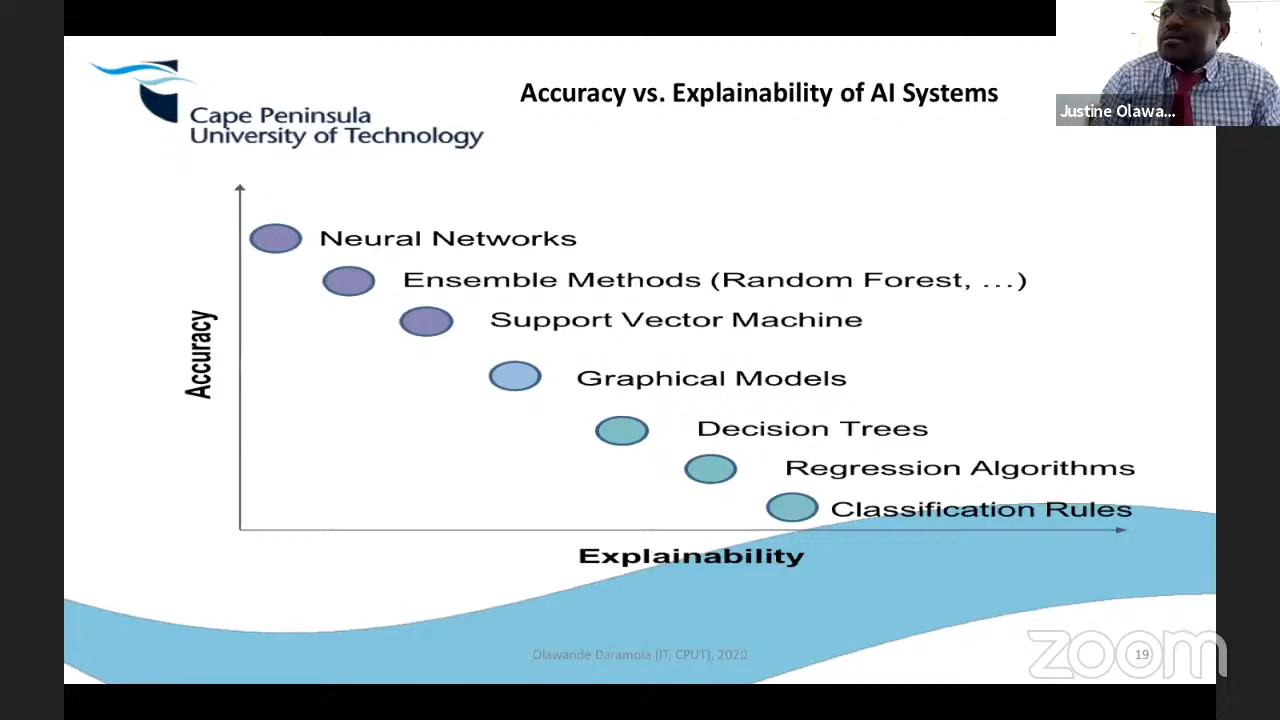 Accuracy vs. Explainability of AI Systems
Justine Olawa...
Cape Peninsula
University of Technology
Neural Networks
Ensemble Methods (Random Forest, ...)
Support Vector Machine
Graphical Models
Accuracy
Decision Trees
Regression Algorithms
Classification Rules
Explainability
Olawande Daramola (IT, CPUT), 2020
19
zoom